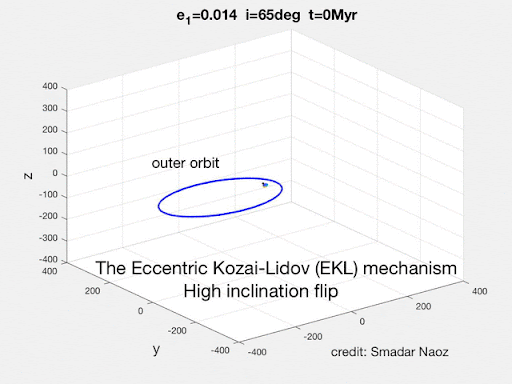 e1=0.014 i=65deg t=0Myr
400
300
200
100
0
-100
-200
-300
-400
z
outer orbit
The Eccentric Kozai-Lidov (EKL) mechanism
High inclination flip
400
200
0
-200
-400
y
-400
-200
0
200
400
credit: Smadar Naoz